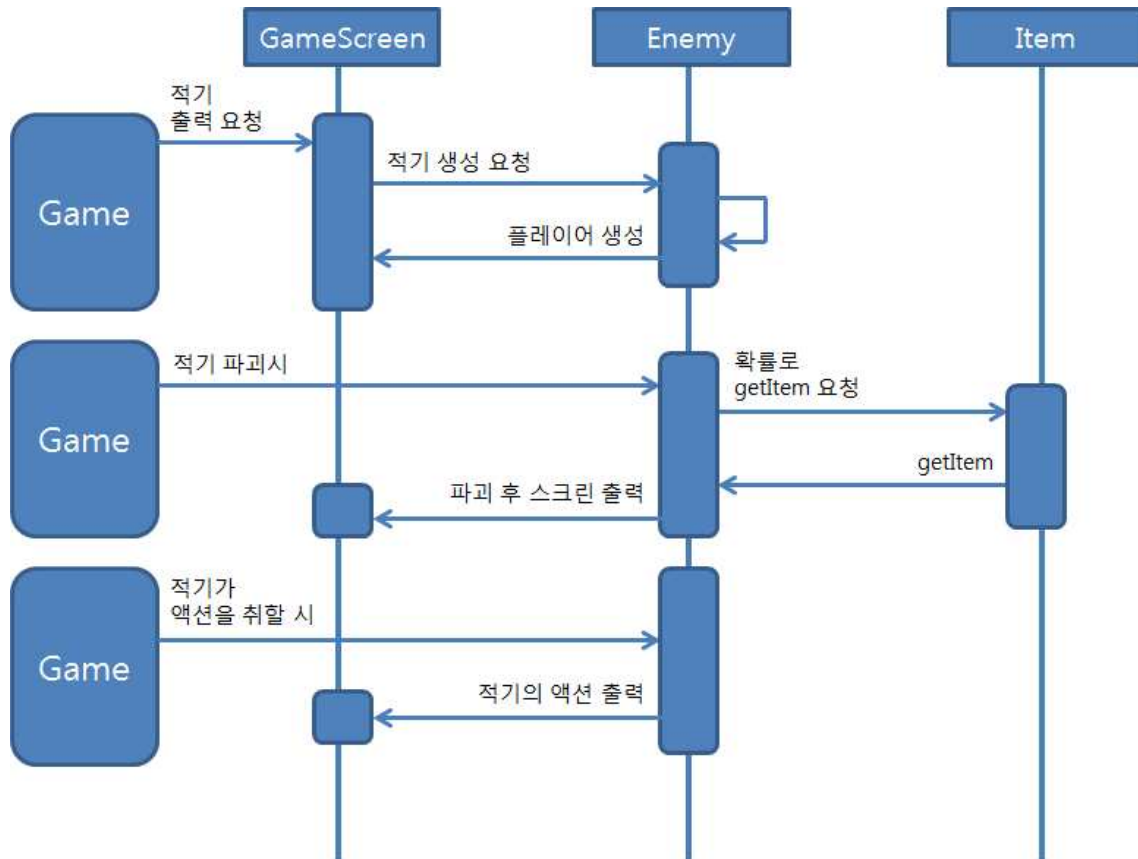 GameScreen
Enemy
Item
적기
출력 요청
Game
적기 생성 요청
플레이어 생성
적기 파괴시
Game
확률로
getItem 요청
getItem
파괴 후 스크린 출력
적기가
액션을 취할 시
Game
적기의 액션 출력